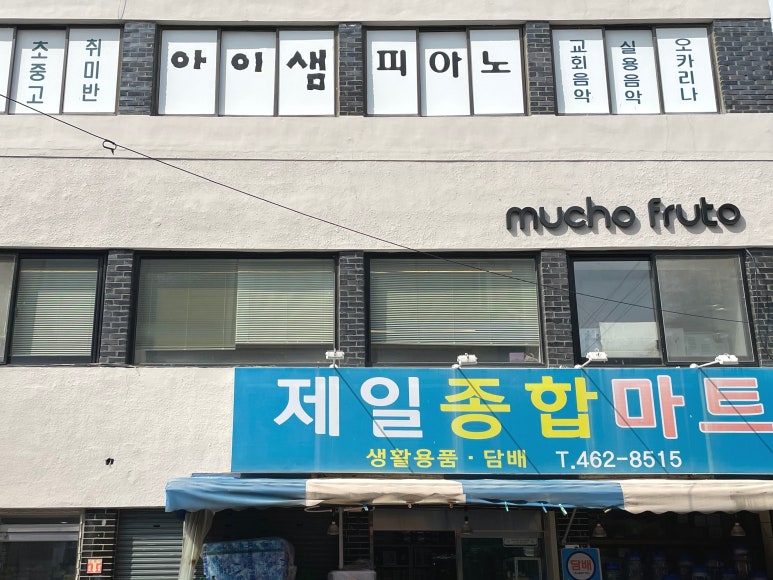 초중고
취미반
아이샘 피아노
교회음악
실용음악
오카리나
mucho fruto
제일종합마트
생활용품 · 담배 T.462-8515
담배